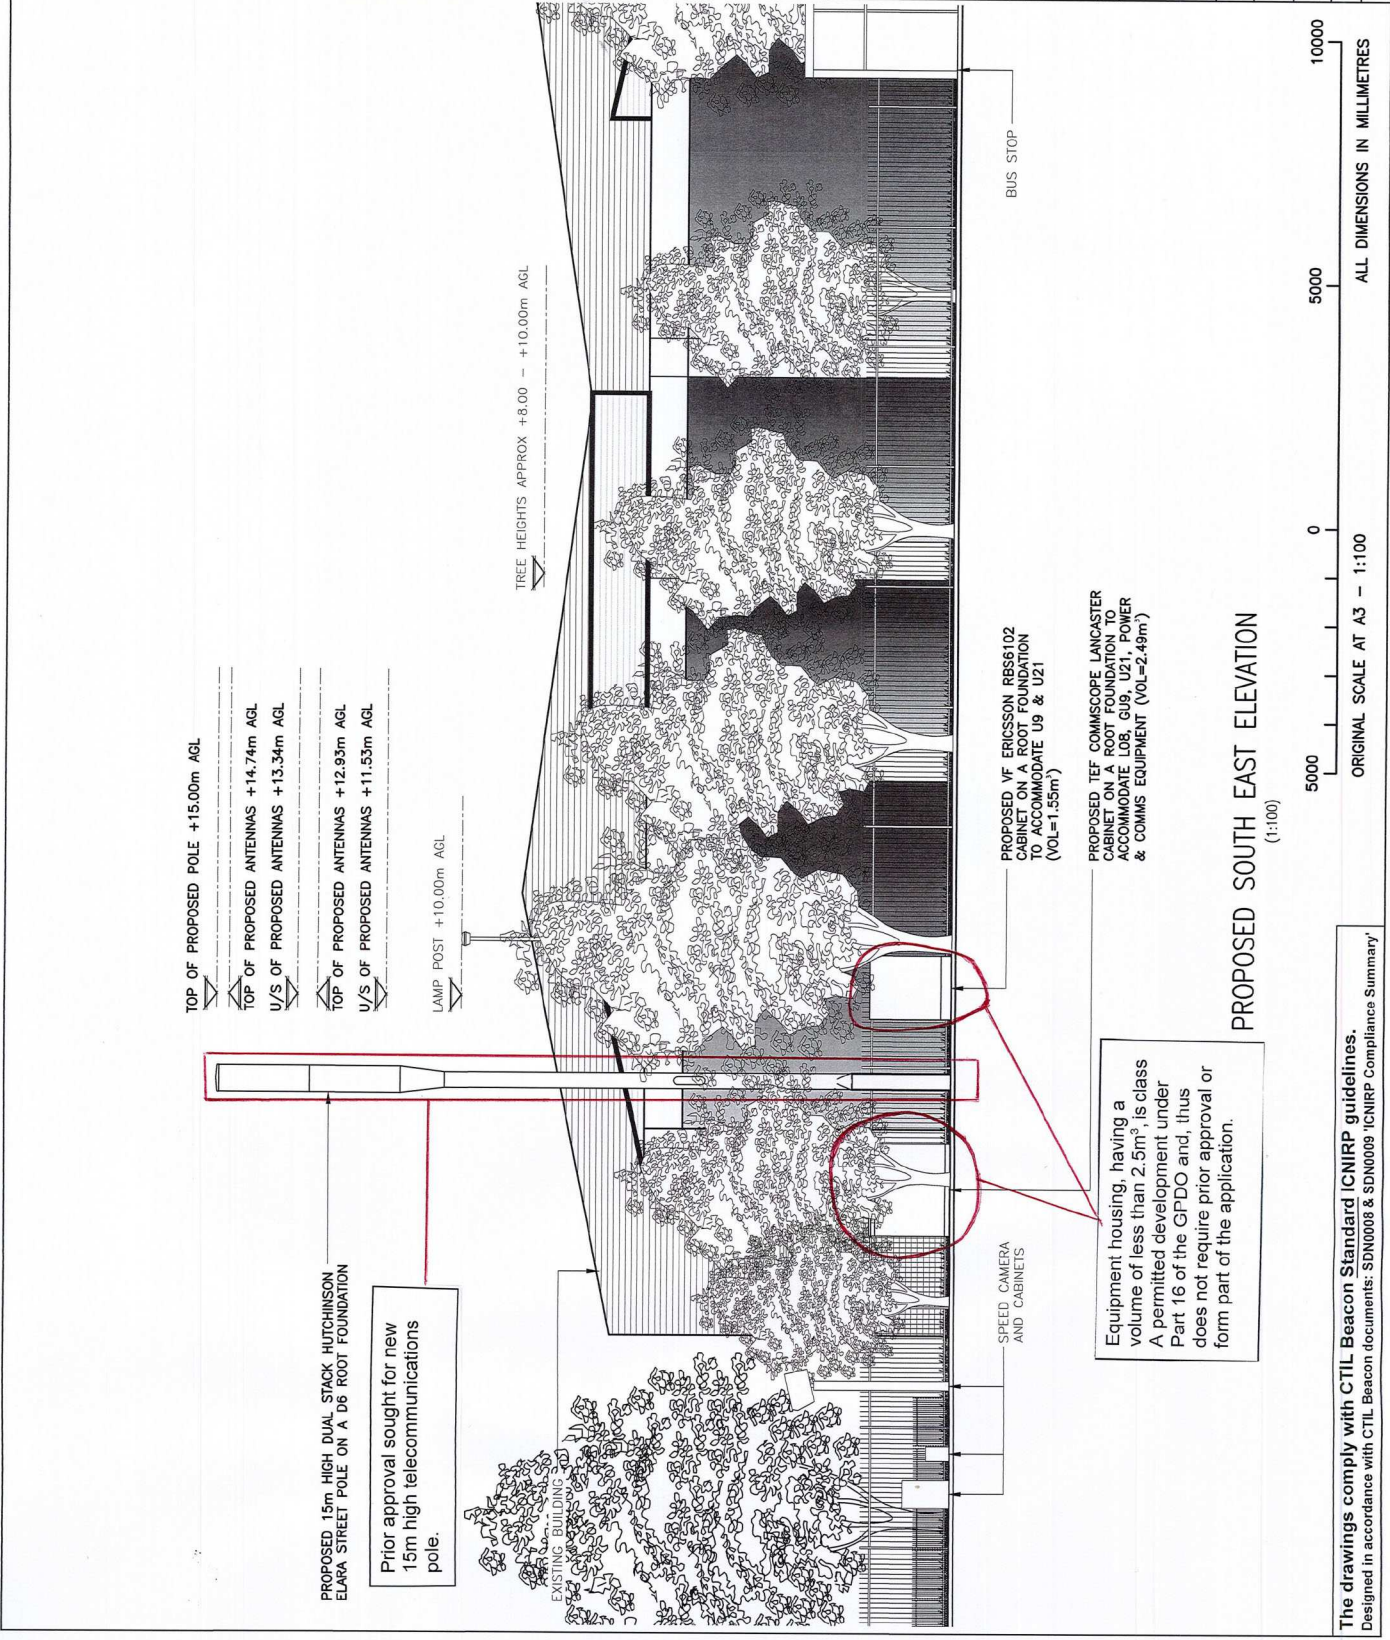 TOP OF PROPOSED POLE +15.00m AGL
TOP OF PROPOSED ANTENNAS +14.74m AGL
U/S OF PROPOSED ANTENNAS +13.34m AGL
TOP OF PROPOSED ANTENNAS +12.93m AGL
U/S OF PROPOSED ANTENNAS +11.53m AGL
LAMP POST +10.00m AGL
TREE HEIGHTS APPROX +8.00 - +10.00m AGL
PROPOSED 15m HIGH DUAL STACK HUTCHINSON
ELARA STREET POLE ON A D6 ROOT FOUNDATION
Prior approval sought for new
15m high telecommunications
pole.
EXISTING BUILDING
SPEED CAMERA
AND CABINETS
PROPOSED VF ERICSSON RBS6102
CABINET ON A ROOT FOUNDATION
TO ACCOMMODATE U9 & U21
(VOL=1.55m³)
PROPOSED TEF COMMSCOPE LANCASTER
CABINET ON A ROOT FOUNDATION TO
ACCOMMODATE L08, GU9, U21, POWER
& COMMS EQUIPMENT (VOL=2.49m³)
BUS STOP
Equipment housing, having a
volume of less than 2.5m³, is class
A permitted development under
Part 16 of the GPDO and, thus
does not require prior approval or
form part of the application.
PROPOSED SOUTH EAST ELEVATION
(1:100)
5000 0 5000 10000
ORIGINAL SCALE AT A3 - 1:100 ALL DIMENSIONS IN MILLIMETRES
The drawings comply with CTIL Beacon Standard ICNIRP guidelines.
Designed in accordance with CTIL Beacon documents: SDN0008 & SDN0009 'ICNIRP Compliance Summary'